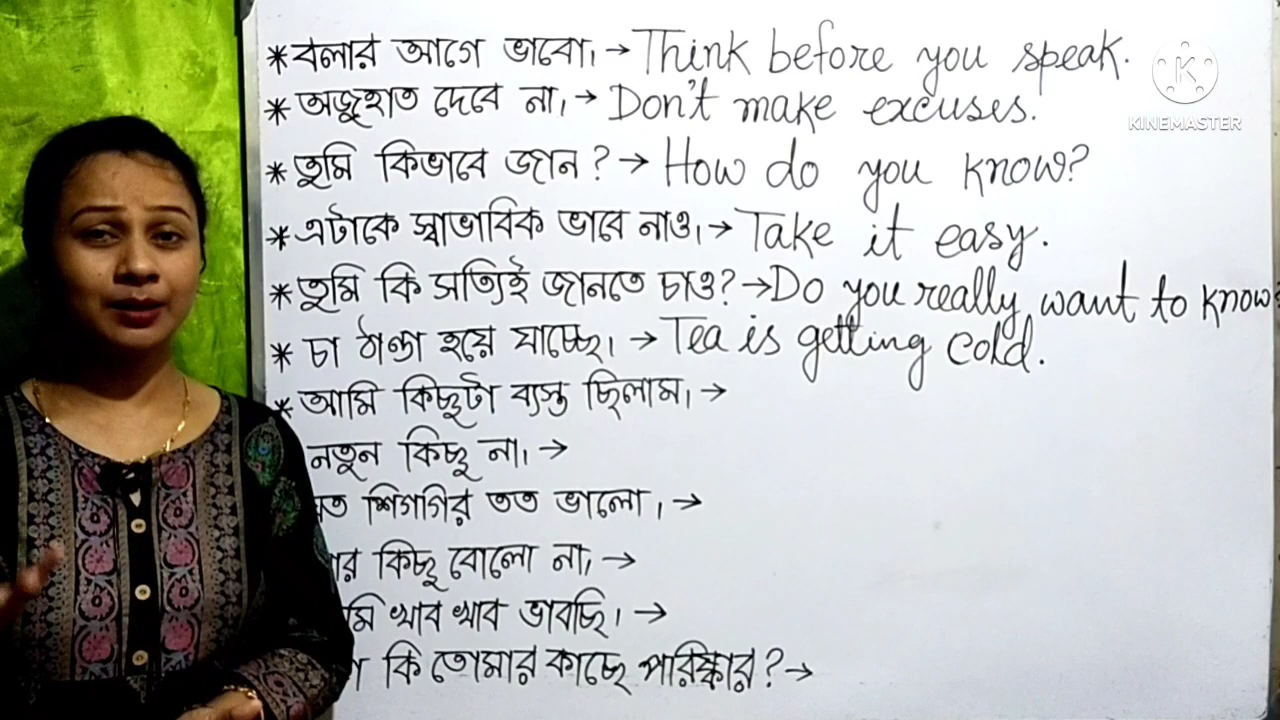 * বলার আগে ভাবো। → Think before you speak.
* অজুহাত দেবে না। → Don't make excuses.
* তুমি কিভাবে জান? → How do you know?
* এটাকে স্বাভাবিক ভাবে নাও। → Take it easy.
* তুমি কি সত্যিই জানতে চাও? → Do you really want to know?
* চা ঠান্ডা হয়ে যাচ্ছে। → Tea is getting cold.
* আমি কিছুটা ব্যস্ত ছিলাম। →
নতুন কিছু না। →
শিগগির তত ভালো। →
কিছু বোলো না। →
খাব খাব ভাবছি। →
কি তোমার কাছে পরিষ্কার? →
KINEMASTER